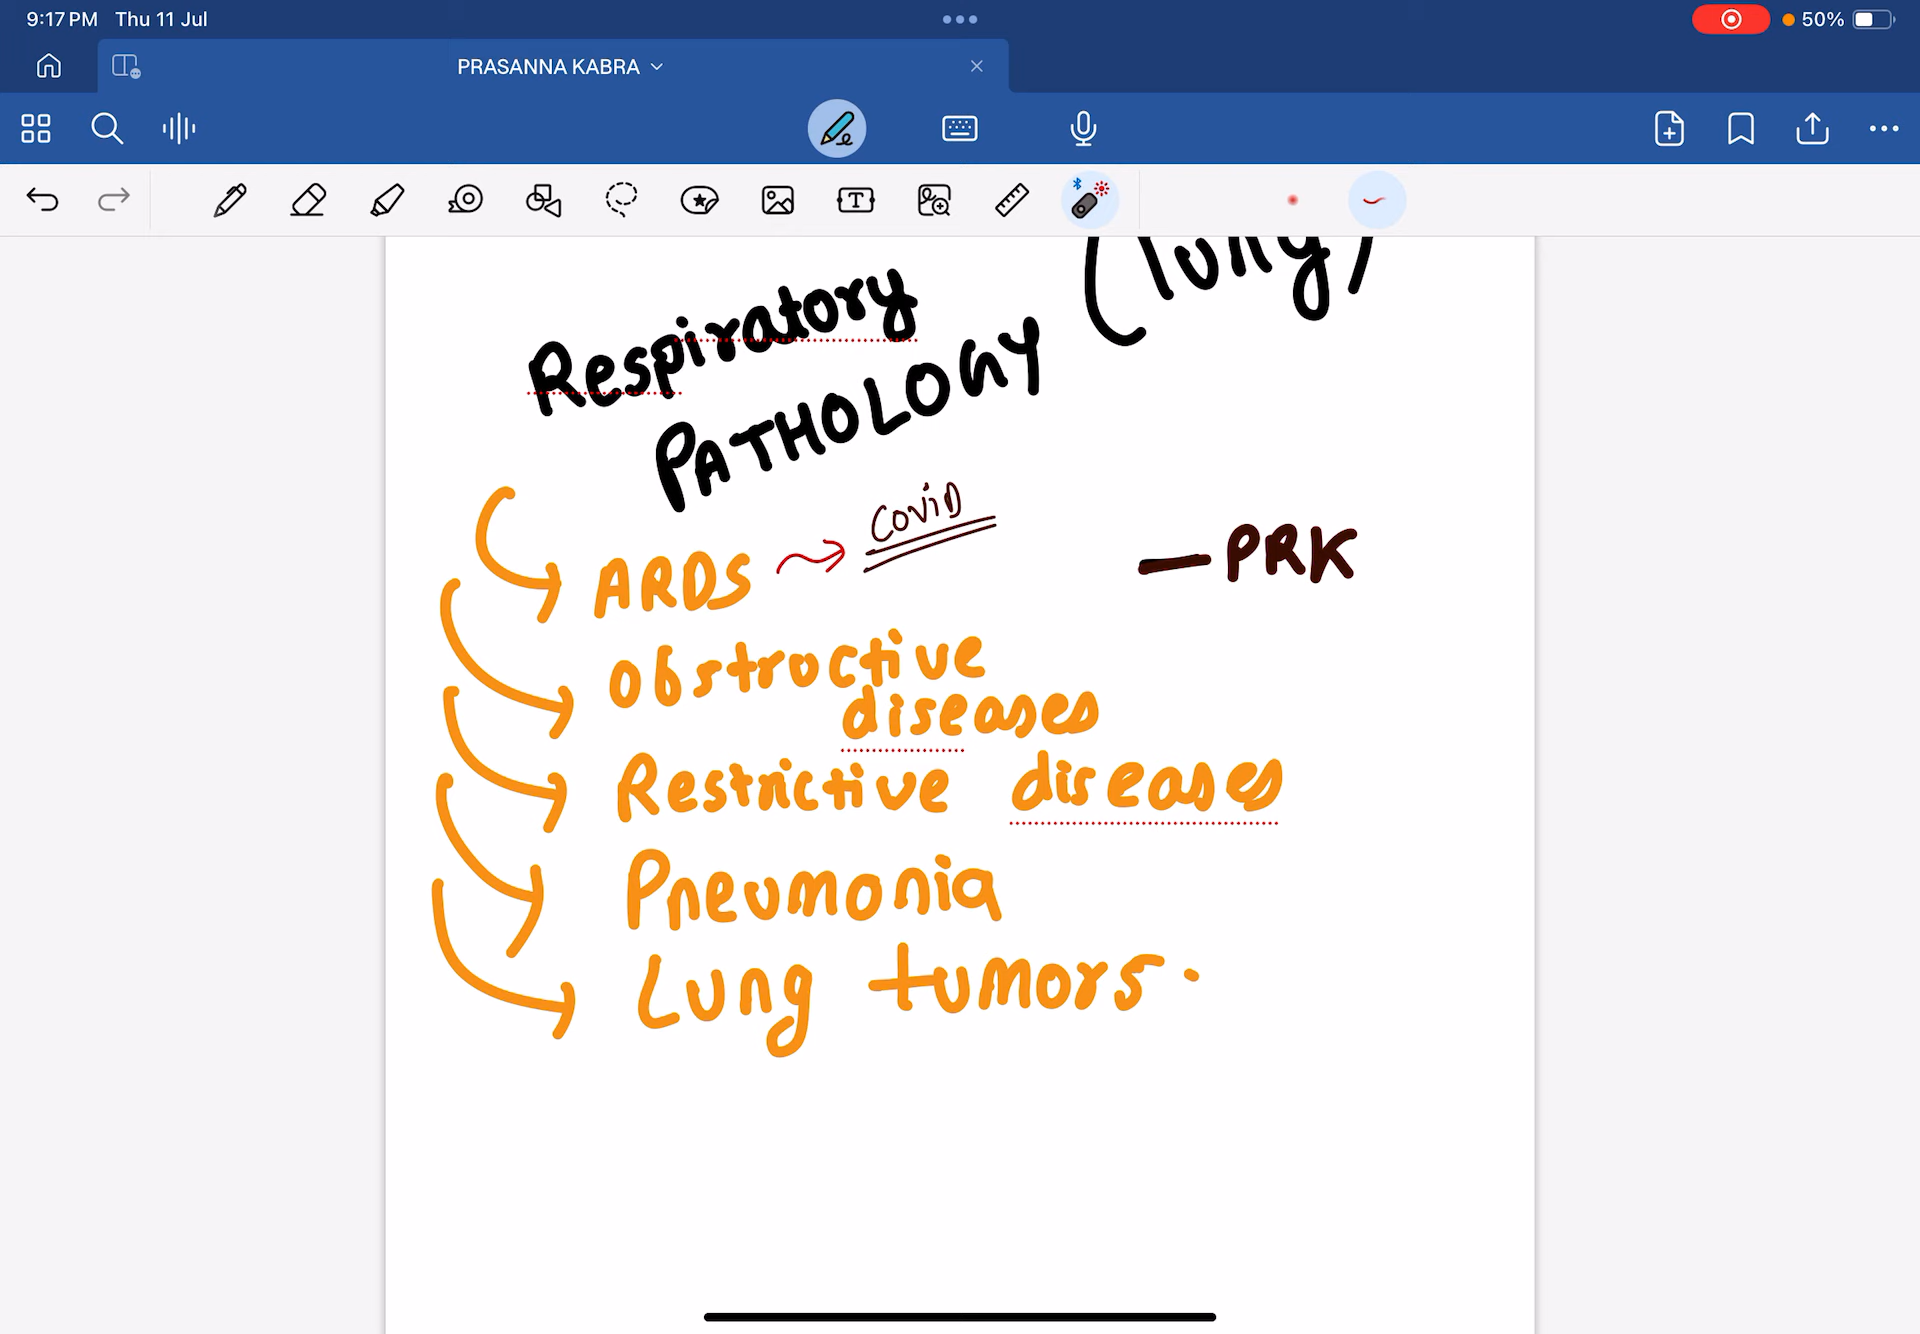 9:17 PM Thu 11 Jul
50%
PRASANNA KABRA
T
(lung)
Respiratory
PATHOLOGY
COVID
ARDS
— PRK
Obstructive
diseases
Restrictive diseases
Pneumonia
Lung tumors